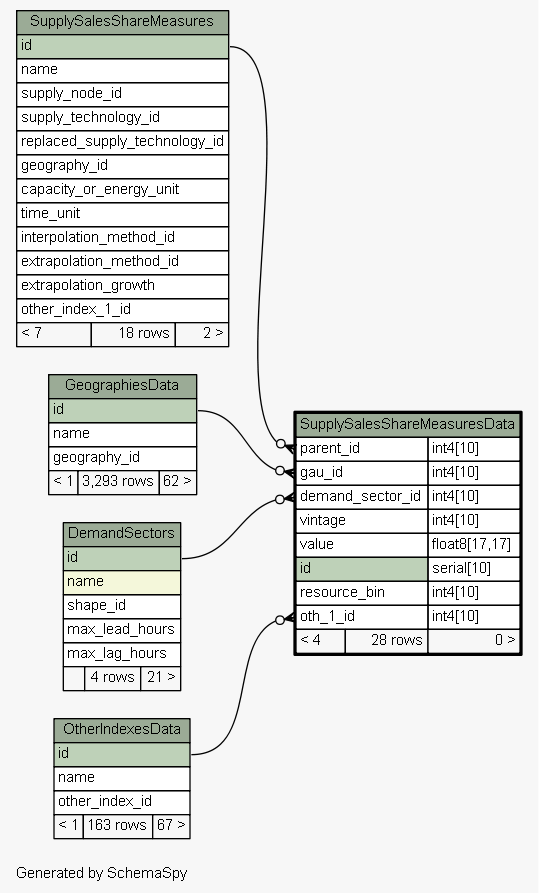 SupplySalesShareMeasures
id
name
supply_node_id
supply_technology_id
replaced_supply_technology_id
geography_id
capacity_or_energy_unit
time_unit
interpolation_method_id
extrapolation_method_id
extrapolation_growth
other_index_1_id
< 7 18 rows 2 >
GeographiesData
id
name
geography_id
< 1 3,293 rows 62 >
DemandSectors
id
name
shape_id
max_lead_hours
max_lag_hours
4 rows 21 >
OtherIndexesData
id
name
other_index_id
< 1 163 rows 67 >
SupplySalesShareMeasuresData
parent_id int4[10]
gau_id int4[10]
demand_sector_id int4[10]
vintage int4[10]
value float8[17,17]
id serial[10]
resource_bin int4[10]
oth_1_id int4[10]
< 4 28 rows 0 >
Generated by SchemaSpy